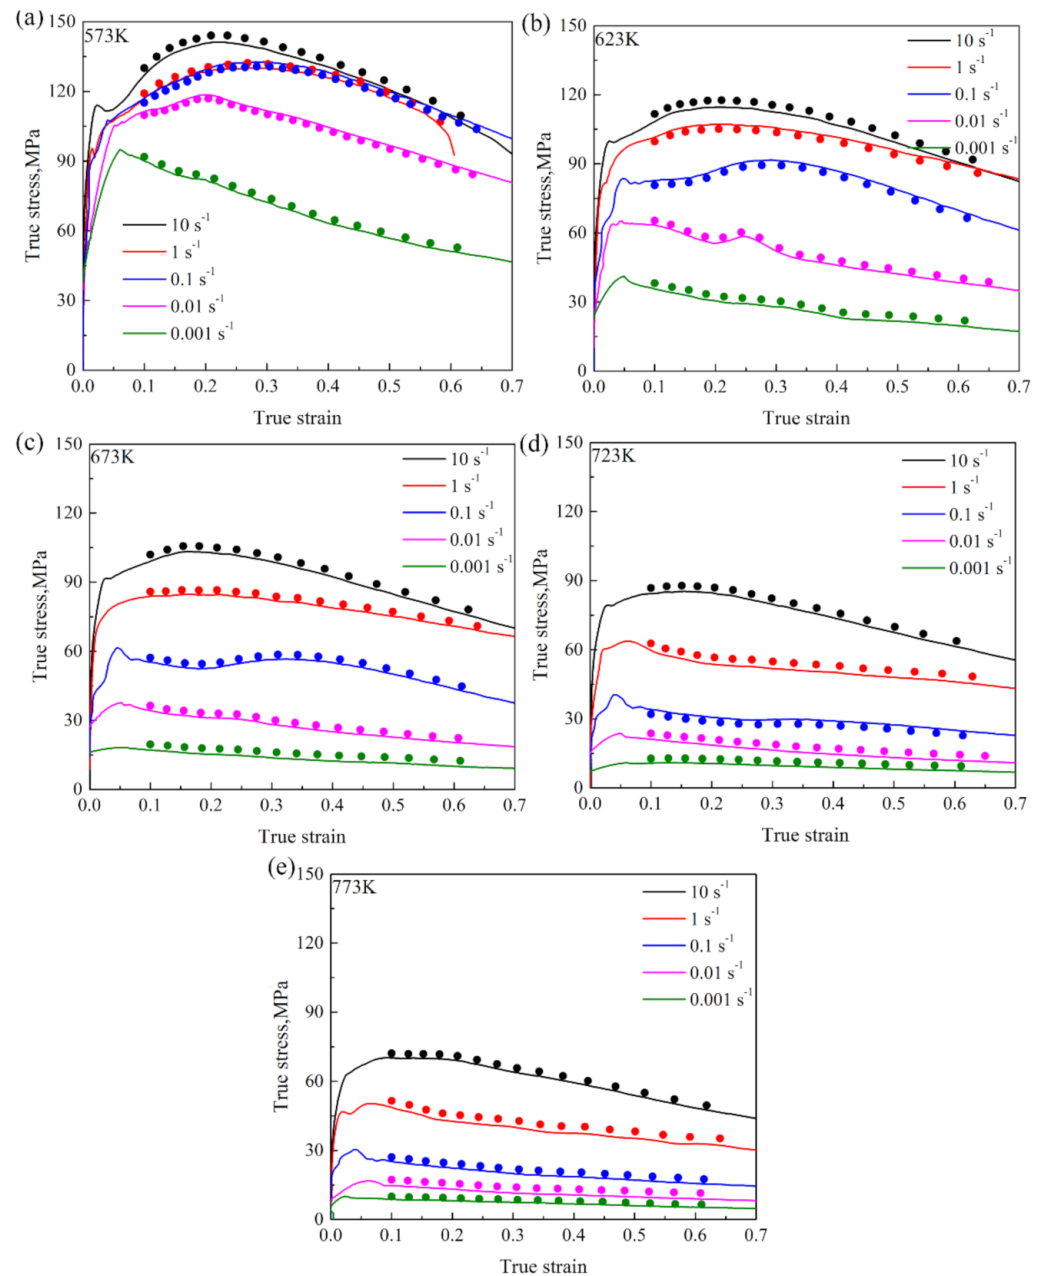 (a)
573K
True stress,MPa
150
120
90
60
30
0
10 s⁻¹
1 s⁻¹
0.1 s⁻¹
0.01 s⁻¹
0.001 s⁻¹
0.0 0.1 0.2 0.3 0.4 0.5 0.6 0.7
True strain
(b)
623K
True stress,MPa
150
120
90
60
30
0
10 s⁻¹
1 s⁻¹
0.1 s⁻¹
0.01 s⁻¹
0.001 s⁻¹
0.0 0.1 0.2 0.3 0.4 0.5 0.6 0.7
True strain
(c)
673K
True stress,MPa
150
120
90
60
30
0
10 s⁻¹
1 s⁻¹
0.1 s⁻¹
0.01 s⁻¹
0.001 s⁻¹
0.0 0.1 0.2 0.3 0.4 0.5 0.6 0.7
True strain
(d)
723K
True stress,MPa
150
120
90
60
30
0
10 s⁻¹
1 s⁻¹
0.1 s⁻¹
0.01 s⁻¹
0.001 s⁻¹
0.0 0.1 0.2 0.3 0.4 0.5 0.6 0.7
True strain
(e)
773K
True stress,MPa
150
120
90
60
30
0
10 s⁻¹
1 s⁻¹
0.1 s⁻¹
0.01 s⁻¹
0.001 s⁻¹
0.0 0.1 0.2 0.3 0.4 0.5 0.6 0.7
True strain